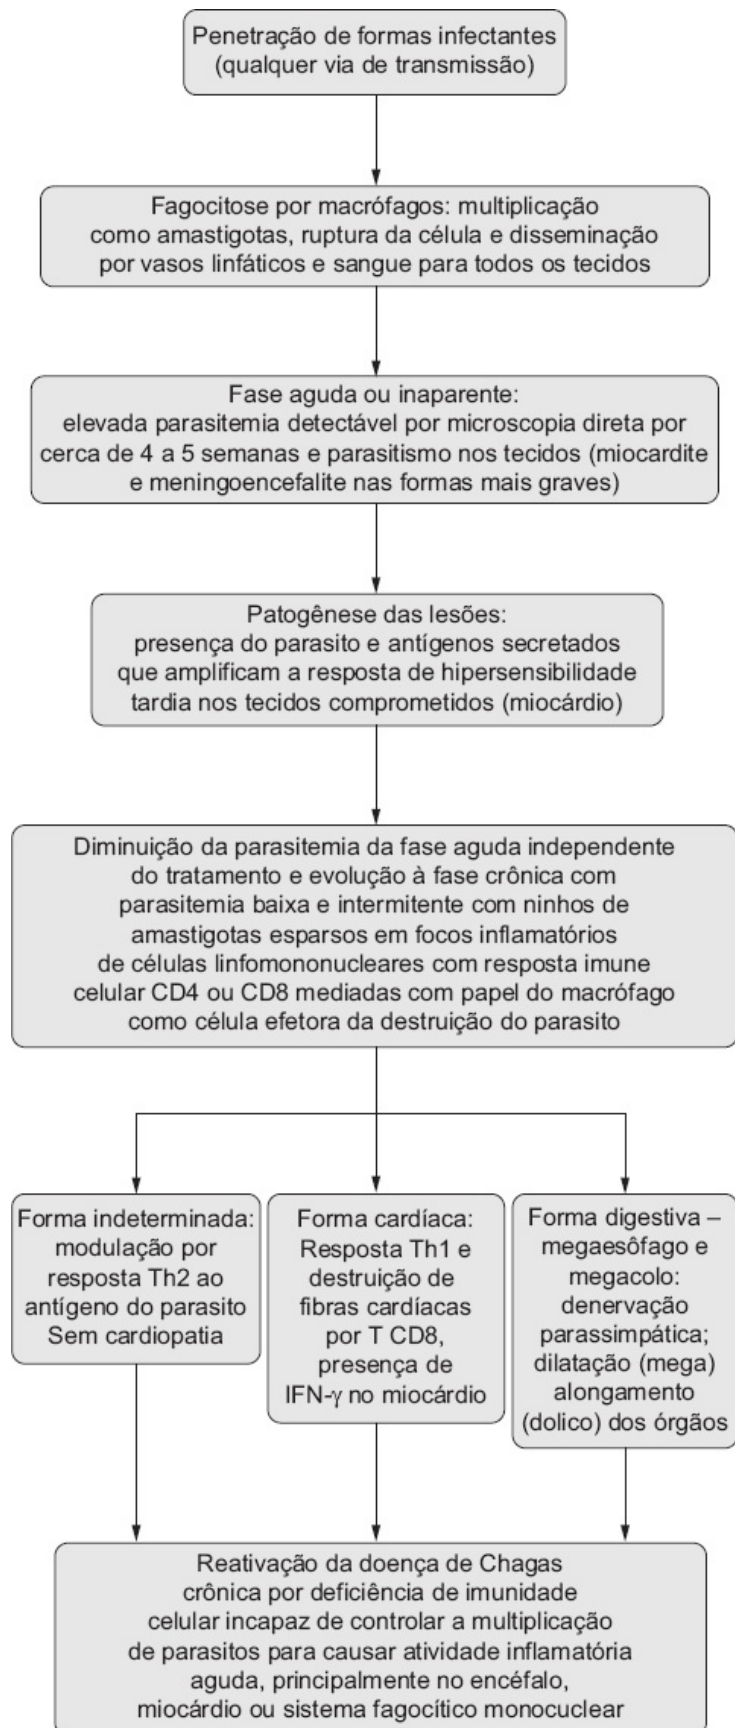 Penetração de formas infectantes
(qualquer via de transmissão)
Fagocitose por macrófagos: multiplicação
como amastigotas, ruptura da célula e disseminação
por vasos linfáticos e sangue para todos os tecidos
Fase aguda ou inaparente:
elevada parasitemia detectável por microscopia direta por
cerca de 4 a 5 semanas e parasitismo nos tecidos (miocardite
e meningoencefalite nas formas mais graves)
Patogênese das lesões:
presença do parasito e antígenos secretados
que amplificam a resposta de hipersensibilidade
tardia nos tecidos comprometidos (miocárdio)
Diminuição da parasitemia da fase aguda independente
do tratamento e evolução à fase crônica com
parasitemia baixa e intermitente com ninhos de
amastigotas esparsos em focos inflamatórios
de células linfomononucleares com resposta imune
celular CD4 ou CD8 mediadas com papel do macrófago
como célula efetora da destruição do parasito
Forma indeterminada:
modulação por
resposta Th2 ao
antígeno do parasito
Sem cardiopatia
Forma cardíaca:
Resposta Th1 e
destruição de
fibras cardíacas
por T CD8,
presença de
IFN-γ no miocárdio
Forma digestiva –
megaesôfago e
megacolo:
denervação
parassimpática;
dilatação (mega)
alongamento
(dolico) dos órgãos
Reativação da doença de Chagas
crônica por deficiência de imunidade
celular incapaz de controlar a multiplicação
de parasitos para causar atividade inflamatória
aguda, principalmente no encéfalo,
miocárdio ou sistema fagocítico monocuclear